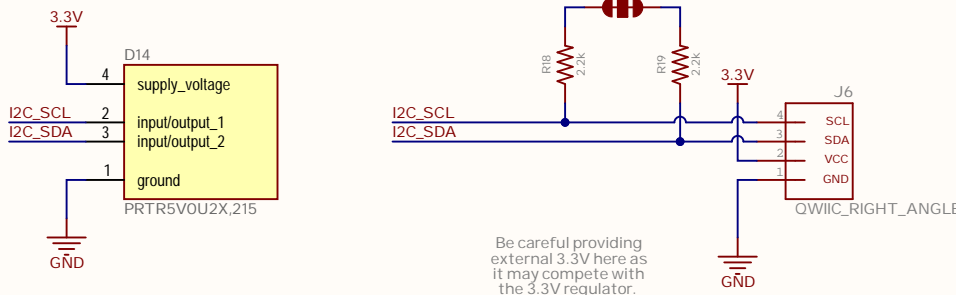 3.3V
D14
4
supply_voltage
I2C_SCL
2
input/output_1
I2C_SDA
3
input/output_2
1
ground
PRTR5V0U2X,215
GND
R18
2.2k
R19
2.2k
3.3V
J6
I2C_SCL
4
SCL
I2C_SDA
3
SDA
2
VCC
1
GND
QWIIC_RIGHT_ANGLE
GND
Be careful providing
external 3.3V here as
it may compete with
the 3.3V regulator.